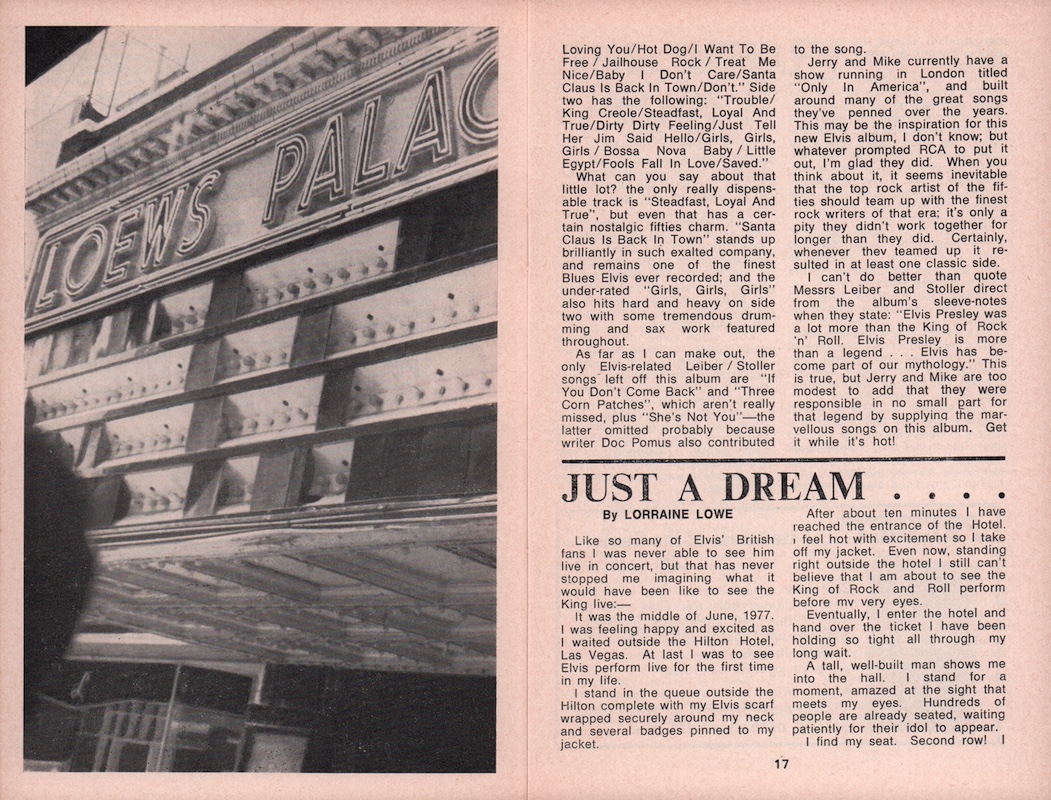 LOEWS PALAC
Loving You/Hot Dog/I Want To Be
Free / Jailhouse Rock / Treat Me
Nice/Baby I Don't Care/Santa
Claus Is Back In Town/Don't." Side
two has the following: "Trouble/
King Creole/Steadfast, Loyal And
True/Dirty Dirty Feeling/Just Tell
Her Jim Said Hello/Girls, Girls,
Girls / Bossa Nova Baby / Little
Egypt/Fools Fall In Love/Saved."
What can you say about that
little lot? the only really dispens-
able track is "Steadfast, Loyal And
True", but even that has a cer-
tain nostalgic fifties charm. "Santa
Claus Is Back In Town" stands up
brilliantly in such exalted company,
and remains one of the finest
Blues Elvis ever recorded; and the
under-rated "Girls, Girls, Girls"
also hits hard and heavy on side
two with some tremendous drum-
ming and sax work featured
throughout.
As far as I can make out, the
only Elvis-related Leiber / Stoller
songs left off this album are "If
You Don't Come Back" and "Three
Corn Patches", which aren't really
missed, plus "She's Not You"—the
latter omitted probably because
writer Doc Pomus also contributed
to the song.
Jerry and Mike currently have a
show running in London titled
"Only In America", and built
around many of the great songs
they've penned over the years.
This may be the inspiration for this
new Elvis album, I don't know; but
whatever prompted RCA to put it
out, I'm glad they did. When you
think about it, it seems inevitable
that the top rock artist of the fif-
ties should team up with the finest
rock writers of that era; it's only a
pity they didn't work together for
longer than they did. Certainly,
whenever they teamed up it re-
sulted in at least one classic side.
I can't do better than quote
Messrs Leiber and Stoller direct
from the album's sleeve-notes
when they state: "Elvis Presley was
a lot more than the King of Rock
'n' Roll. Elvis Presley is more
than a legend . . . Elvis has be-
come part of our mythology." This
is true, but Jerry and Mike are too
modest to add that they were
responsible in no small part for
that legend by supplying the mar-
vellous songs on this album. Get
it while it's hot!
JUST A DREAM . . . .
By LORRAINE LOWE
Like so many of Elvis' British
fans I was never able to see him
live in concert, but that has never
stopped me imagining what it
would have been like to see the
King live:—
It was the middle of June, 1977.
I was feeling happy and excited as
I waited outside the Hilton Hotel,
Las Vegas. At last I was to see
Elvis perform live for the first time
in my life.
I stand in the queue outside the
Hilton complete with my Elvis scarf
wrapped securely around my neck
and several badges pinned to my
jacket.
After about ten minutes I have
reached the entrance of the Hotel.
I feel hot with excitement so I take
off my jacket. Even now, standing
right outside the hotel I still can't
believe that I am about to see the
King of Rock and Roll perform
before my very eyes.
Eventually, I enter the hotel and
hand over the ticket I have been
holding so tight all through my
long wait.
A tall, well-built man shows me
into the hall. I stand for a
moment, amazed at the sight that
meets my eyes. Hundreds of
people are already seated, waiting
patiently for their idol to appear.
I find my seat. Second row! I
17